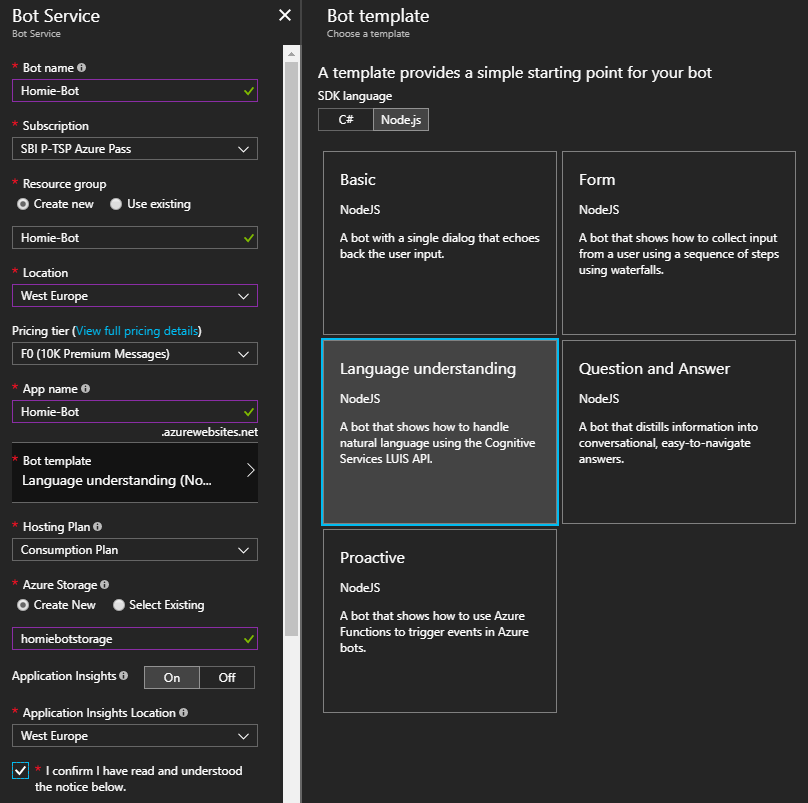 Bot Service
Bot Service
* Bot name
Homie-Bot
* Subscription
SBI P-TSP Azure Pass
* Resource group
Create new Use existing
Homie-Bot
* Location
West Europe
Pricing tier (View full pricing details)
F0 (10K Premium Messages)
* App name
Homie-Bot
.azurewebsites.net
* Bot template
Language understanding (No...
* Hosting Plan
Consumption Plan
* Azure Storage
Create New Select Existing
homiebotstorage
Application Insights On Off
* Application Insights Location
West Europe
* I confirm I have read and understood
the notice below.
Bot template
Choose a template
A template provides a simple starting point for your bot
SDK language
C# Node.js
Basic
NodeJS
A bot with a single dialog that echoes
back the user input.
Form
NodeJS
A bot that shows how to collect input
from a user using a sequence of steps
using waterfalls.
Language understanding
NodeJS
A bot that shows how to handle
natural language using the Cognitive
Services LUIS API.
Question and Answer
NodeJS
A bot that distills information into
conversational, easy-to-navigate
answers.
Proactive
NodeJS
A bot that shows how to use Azure
Functions to trigger events in Azure
bots.